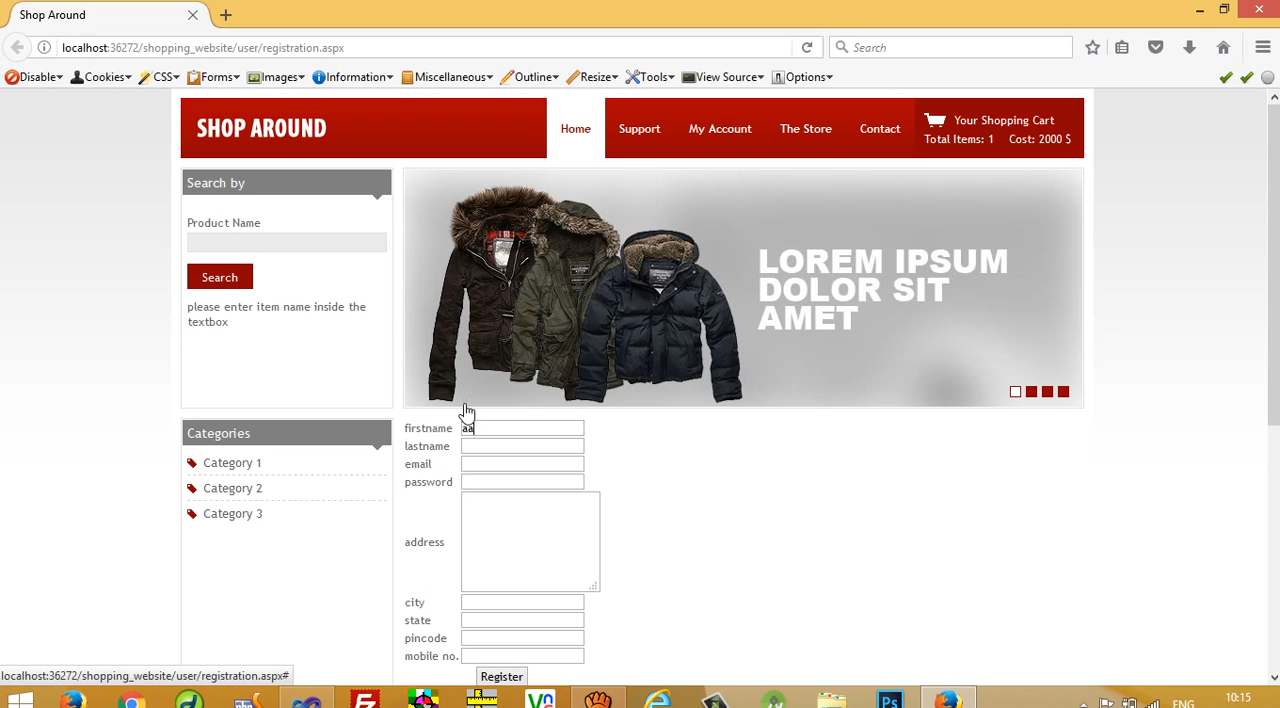 Shop Around
localhost:36272/shopping_website/user/registration.aspx
Search
Disable Cookies CSS Forms Images Information Miscellaneous Outline Resize Tools View Source Options
SHOP AROUND
Home Support My Account The Store Contact
Your Shopping Cart
Total Items: 1 Cost: 2000 $
Search by
Product Name
Search
please enter item name inside the
textbox
LOREM IPSUM
DOLOR SIT
AMET
Categories
Category 1
Category 2
Category 3
firstname aa
lastname
email
password
address
city
state
pincode
mobile no.
Register
localhost:36272/shopping_website/user/registration.aspx#
Fz
Ps
ENG
10:15